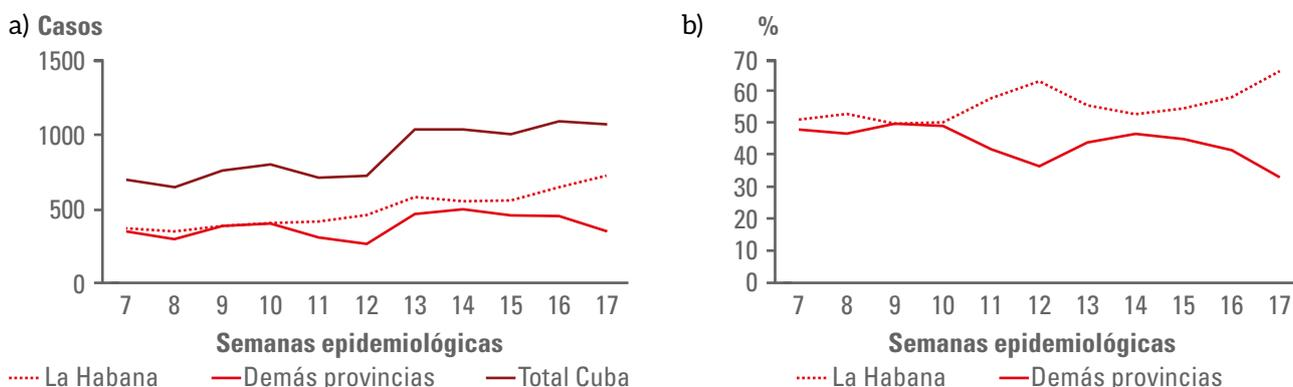 a) Casos
1500
1000
500
0
7 8 9 10 11 12 13 14 15 16 17
Semanas epidemiológicas
La Habana Demás provincias Total Cuba
b) %
70
60
50
40
30
20
10
0
7 8 9 10 11 12 13 14 15 16 17
Semanas epidemiológicas
La Habana Demás provincias